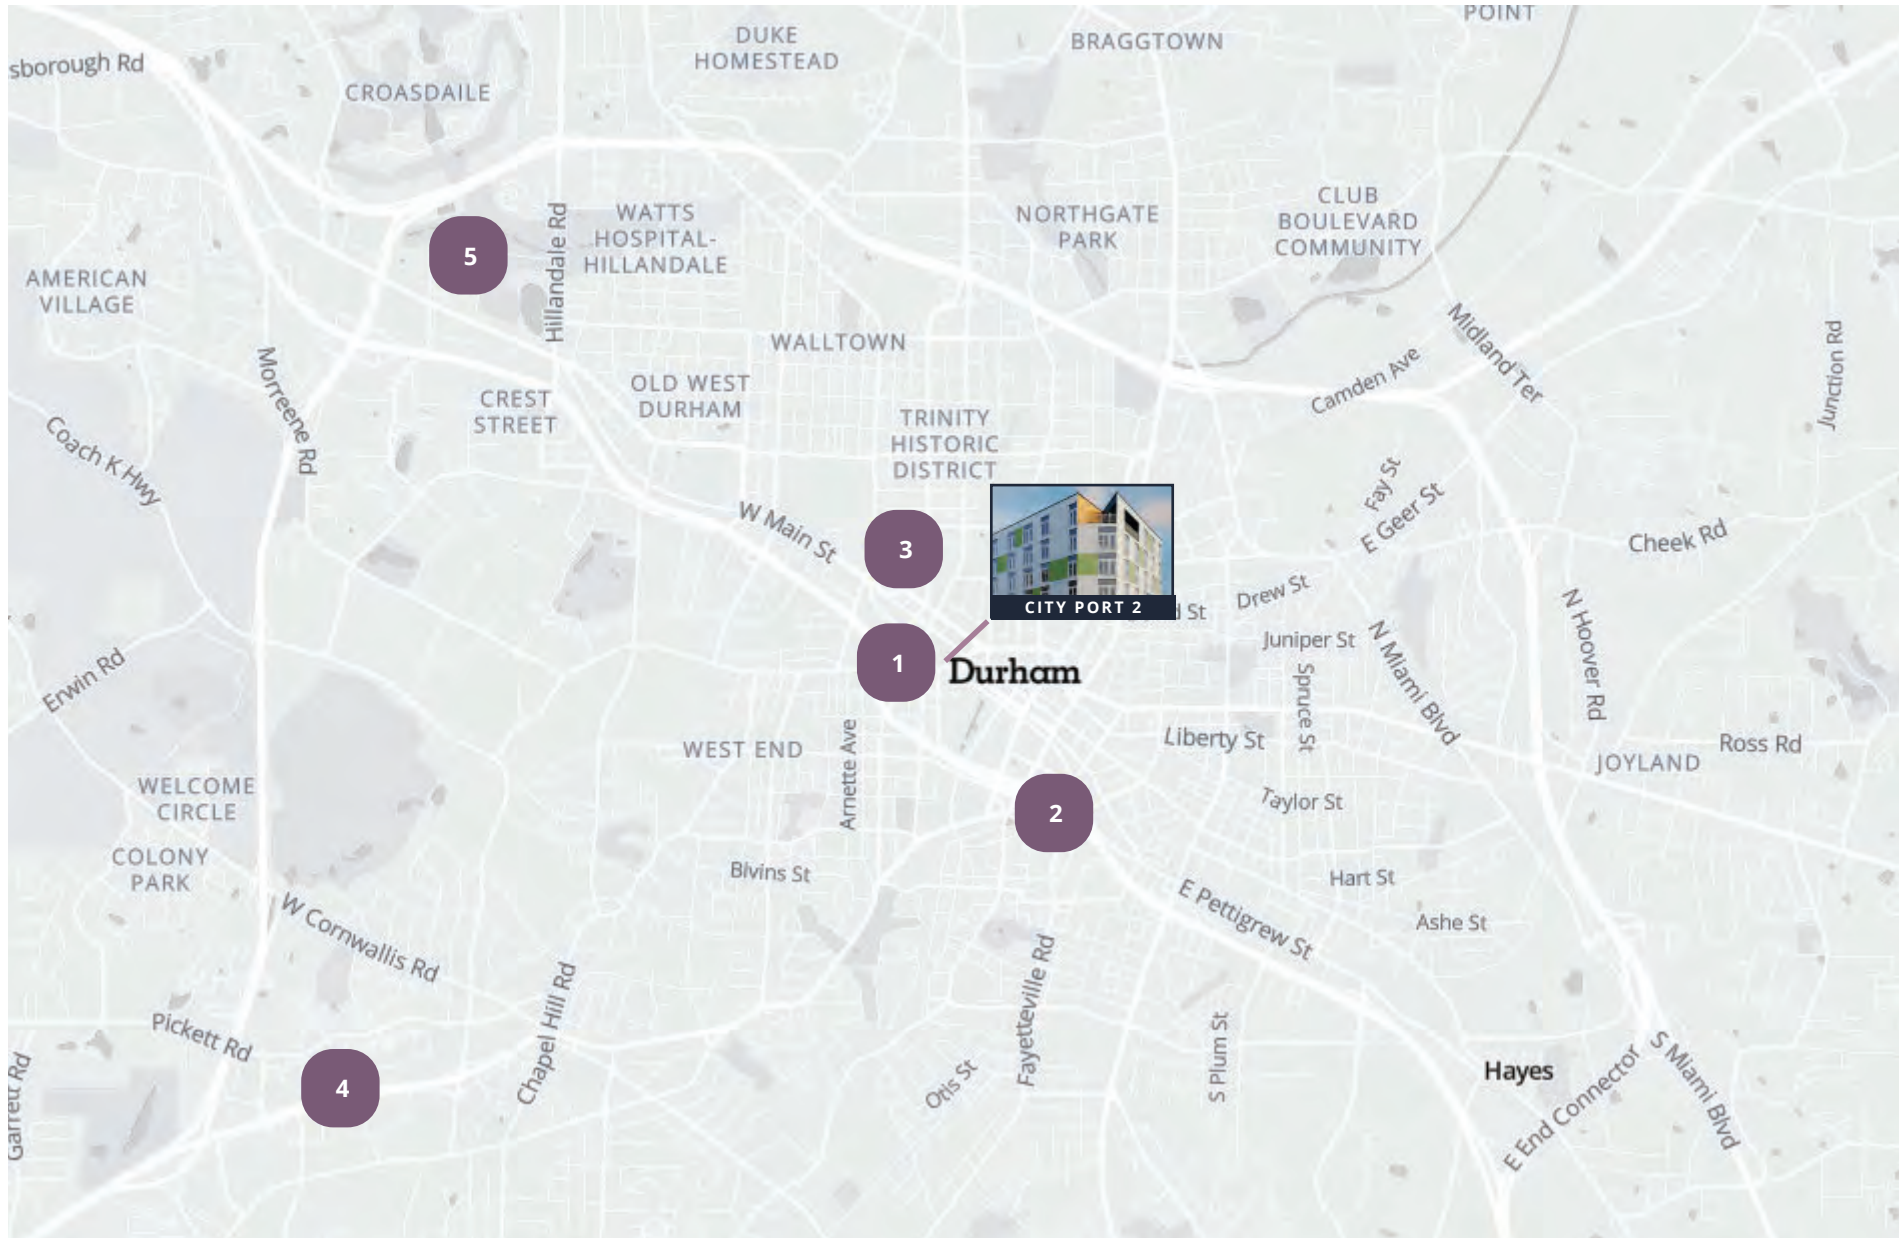 POINT
DUKE
HOMESTEAD
BRAGGTOWN
sborough Rd
CROASDAILE
CLUB
BOULEVARD
COMMUNITY
WATTS
HOSPITAL-
HILLANDALE
NORTHGATE
PARK
Hillandale Rd
5
AMERICAN
VILLAGE
WALLTOWN
Midland Ter
Junction Rd
Camden Ave
Morreene Rd
OLD WEST
DURHAM
CREST
STREET
TRINITY
HISTORIC
DISTRICT
Coach K Hwy
Fay St
E Geer St
W Main St
3
Cheek Rd
Drew St
CITY PORT 2
St
N Hoover Rd
Juniper St
N Miami Blvd
1
Durham
Erwin Rd
Spruce St
Liberty St
Ross Rd
WEST END
Arnette Ave
JOYLAND
WELCOME
CIRCLE
Taylor St
2
COLONY
PARK
Blvins St
Hart St
E Pettigrew St
Ashe St
W Cornwallis Rd
Fayetteville Rd
Chapel Hill Rd
Pickett Rd
S Plum St
Garrett Rd
4
Otis St
Hayes
E End Connector
S Miami Blvd